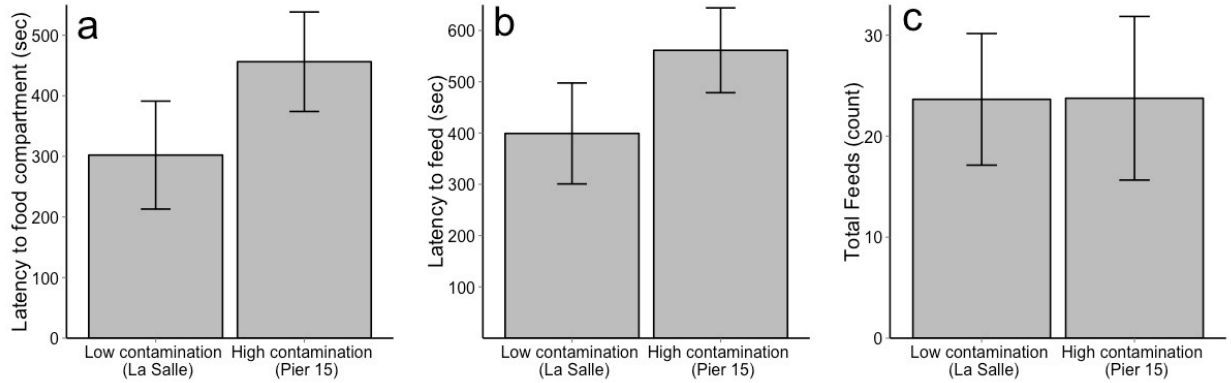 a
Latency to food compartment (sec)
500
400
300
200
100
0
Low contamination
(La Salle)
High contamination
(Pier 15)
b
Latency to feed (sec)
600
500
400
300
200
100
Low contamination
(La Salle)
High contamination
(Pier 15)
c
Total Feeds (count)
30
20
10
0
Low contamination
(La Salle)
High contamination
(Pier 15)